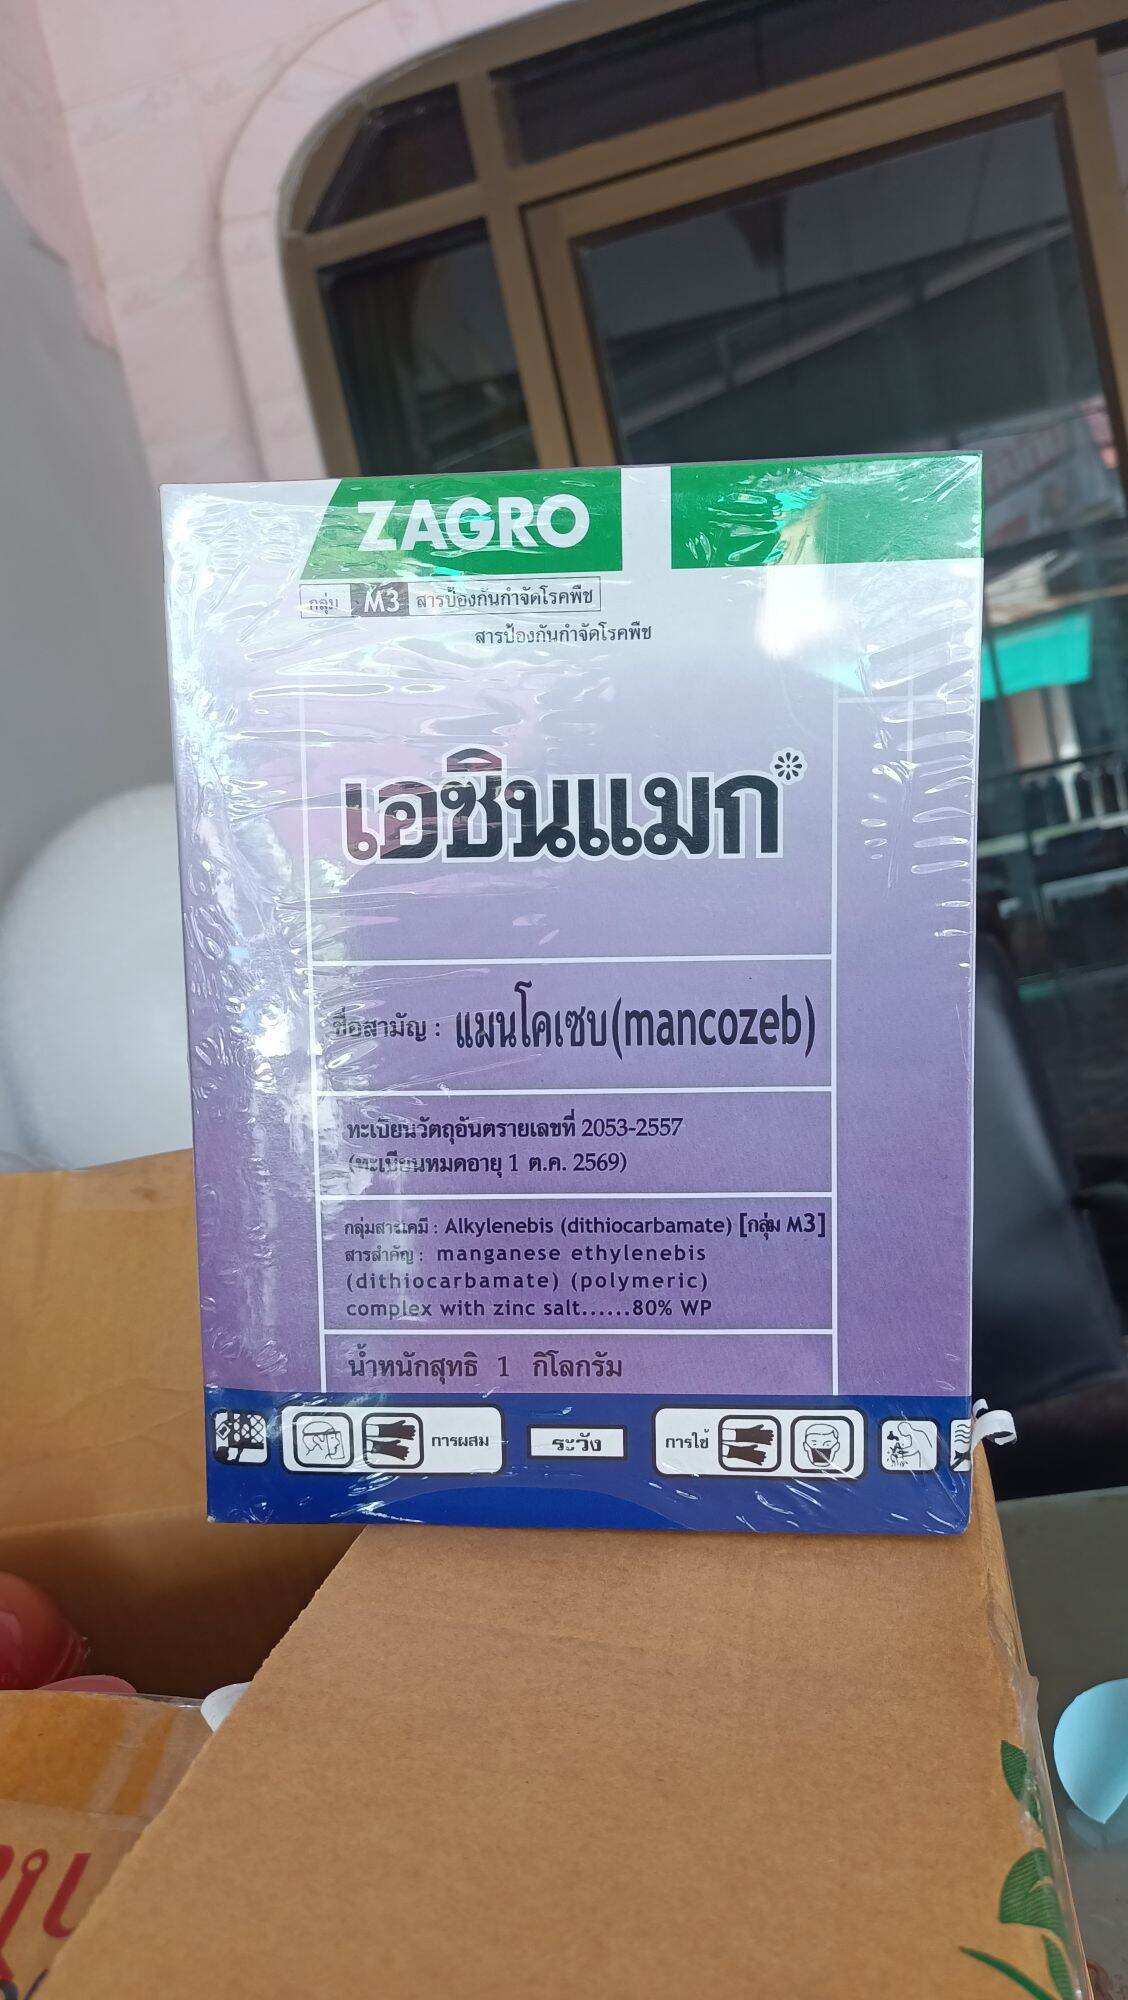 ZAGRO
กลุ่ม M3 สารป้องกันกำจัดโรคพืช
สารป้องกันกำจัดโรคพืช
เอซินแมก
ชื่อสามัญ : แมนโคเซบ(mancozeb)
ทะเบียนวัตถุอันตรายเลขที่ 2053-2557
(ทะเบียนหมดอายุ 1 ต.ค. 2569)
กลุ่มสารเคมี : Alkylenebis (dithiocarbamate) [กลุ่ม M3]
สารสำคัญ : manganese ethylenebis
(dithiocarbamate) (polymeric)
complex with zinc salt......80% WP
น้ำหนักสุทธิ 1 กิโลกรัม
การผสม ระวัง การใช้